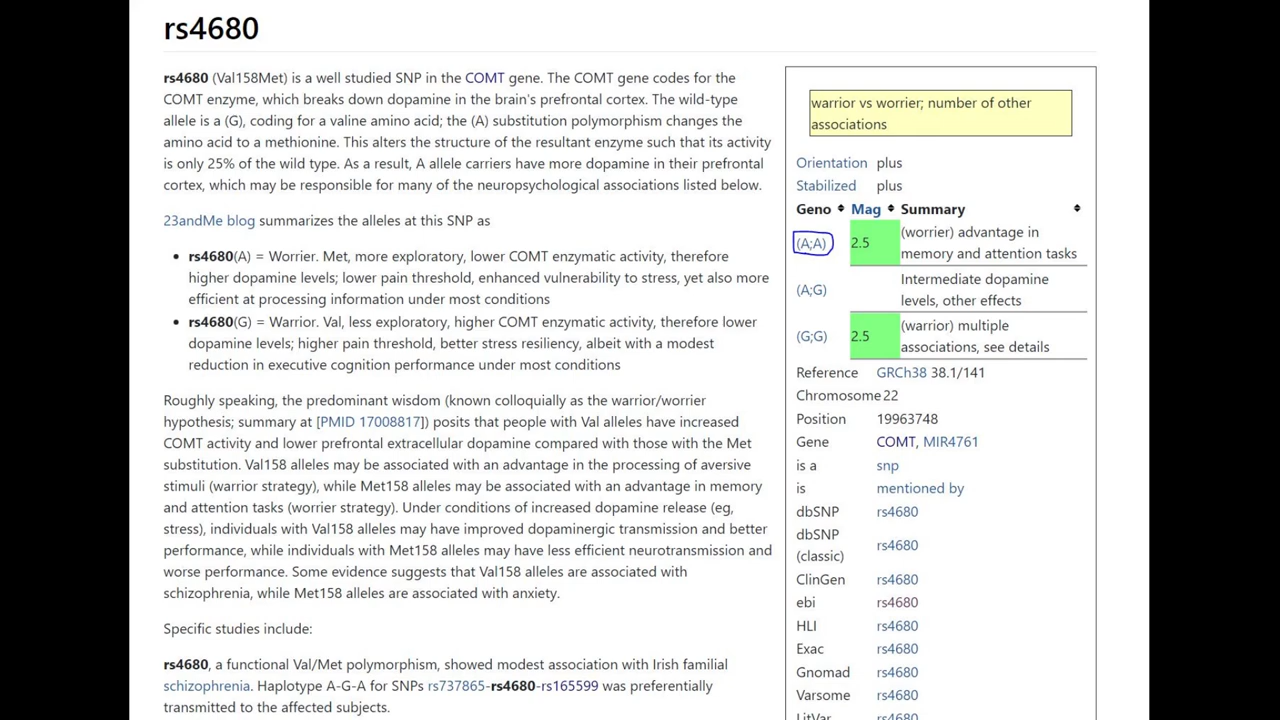 rs4680
rs4680 (Val158Met) is a well studied SNP in the COMT gene. The COMT gene codes for the
COMT enzyme, which breaks down dopamine in the brain's prefrontal cortex. The wild-type
allele is a (G), coding for a valine amino acid; the (A) substitution polymorphism changes the
amino acid to a methionine. This alters the structure of the resultant enzyme such that its activity
is only 25% of the wild type. As a result, A allele carriers have more dopamine in their prefrontal
cortex, which may be responsible for many of the neuropsychological associations listed below.
23andMe blog summarizes the alleles at this SNP as
• rs4680(A) = Worrier. Met, more exploratory, lower COMT enzymatic activity, therefore
higher dopamine levels; lower pain threshold, enhanced vulnerability to stress, yet also more
efficient at processing information under most conditions
• rs4680(G) = Warrior. Val, less exploratory, higher COMT enzymatic activity, therefore lower
dopamine levels; higher pain threshold, better stress resiliency, albeit with a modest
reduction in executive cognition performance under most conditions
Roughly speaking, the predominant wisdom (known colloquially as the warrior/worrier
hypothesis; summary at [PMID 17008817]) posits that people with Val alleles have increased
COMT activity and lower prefrontal extracellular dopamine compared with those with the Met
substitution. Val158 alleles may be associated with an advantage in the processing of aversive
stimuli (warrior strategy), while Met158 alleles may be associated with an advantage in memory
and attention tasks (worrier strategy). Under conditions of increased dopamine release (eg,
stress), individuals with Val158 alleles may have improved dopaminergic transmission and better
performance, while individuals with Met158 alleles may have less efficient neurotransmission and
worse performance. Some evidence suggests that Val158 alleles are associated with
schizophrenia, while Met158 alleles are associated with anxiety.
Specific studies include:
rs4680, a functional Val/Met polymorphism, showed modest association with Irish familial
schizophrenia. Haplotype A-G-A for SNPs rs737865-rs4680-rs165599 was preferentially
transmitted to the affected subjects.
warrior vs worrier; number of other
associations
Orientation plus
Stabilized plus
Geno Mag Summary
(A;A) 2.5 (worrier) advantage in
memory and attention tasks
(A;G) Intermediate dopamine
levels, other effects
(G;G) 2.5 (warrior) multiple
associations, see details
Reference GRCh38 38.1/141
Chromosome 22
Position 19963748
Gene COMT, MIR4761
is a snp
is mentioned by
dbSNP rs4680
dbSNP
(classic) rs4680
ClinGen rs4680
ebi rs4680
HLI rs4680
Exac rs4680
Gnomad rs4680
Varsome rs4680
LitVar rs4680